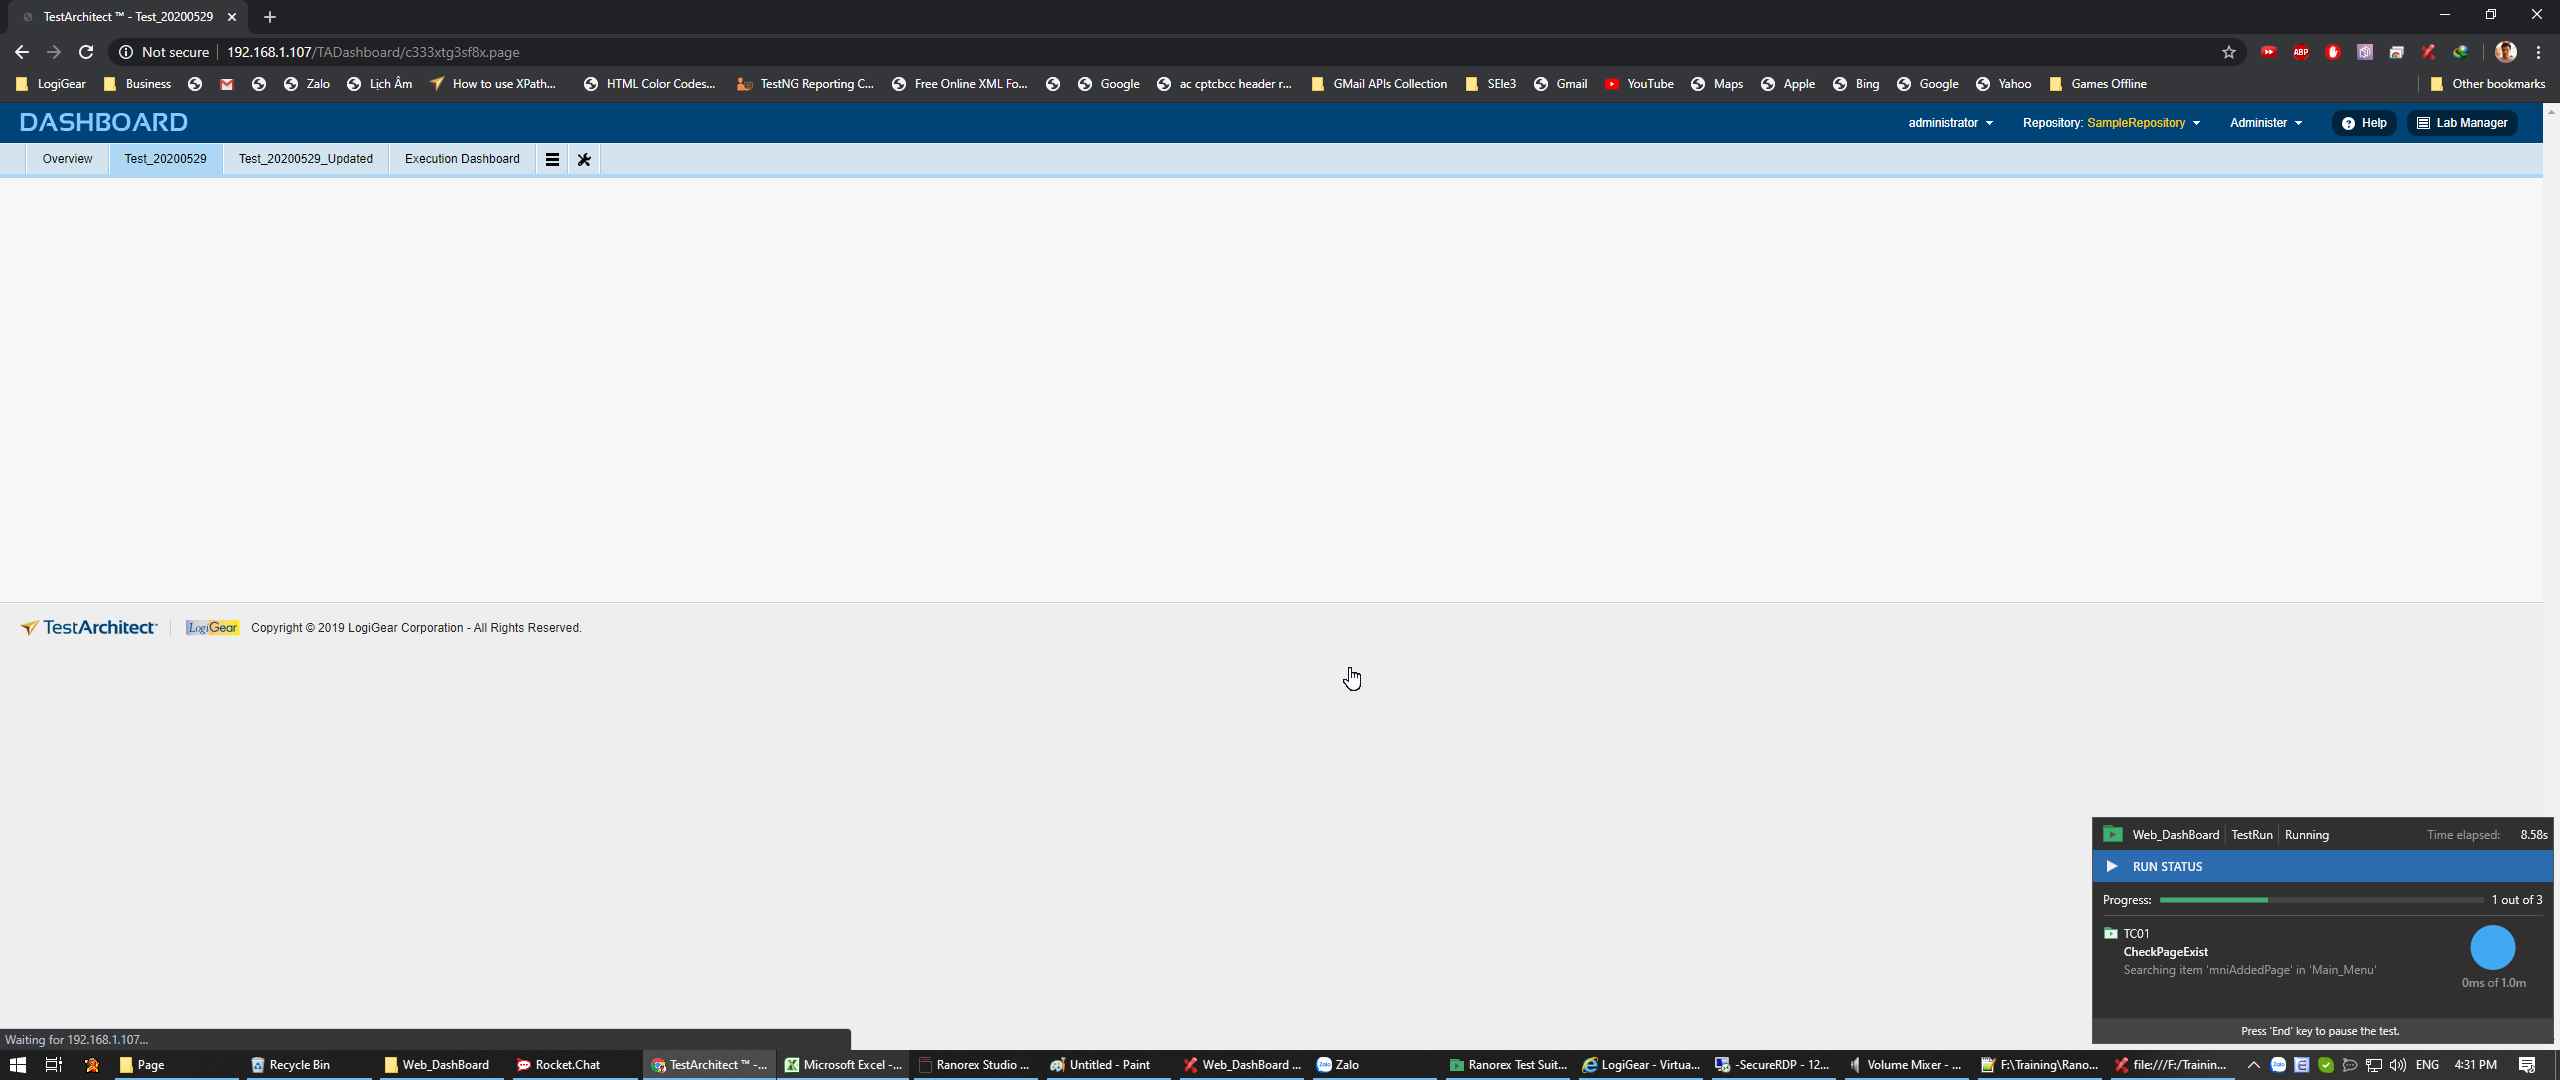 TestArchitect ™ - Test_20200529
Not secure 192.168.1.107/TADashboard/c333xtg3sf8x.page
ABP
LogiGear Business Zalo Lịch Âm How to use XPath... HTML Color Codes... TestNG Reporting C... Free Online XML Fo... Google ac cptcbcc header r... GMail APIs Collection SEle3 Gmail YouTube Maps Apple Bing Google Yahoo Games Offline Other bookmarks
DASHBOARD administrator Repository: SampleRepository Administer Help Lab Manager
Overview Test_20200529 Test_20200529_Updated Execution Dashboard
TestArchitect™ LogiGear Copyright © 2019 LogiGear Corporation - All Rights Reserved.
Web_DashBoard TestRun Running Time elapsed: 8.58s
RUN STATUS
Progress: 1 out of 3
TC01
CheckPageExist
Searching item 'mniAddedPage' in 'Main_Menu'
0ms of 1.0m
Press 'End' key to pause the test.
Waiting for 192.168.1.107...
Page Recycle Bin Web_DashBoard Rocket.Chat TestArchitect ™ -... Microsoft Excel -... Ranorex Studio ... Untitled - Paint Web_DashBoard ... Zalo Ranorex Test Suit... LogiGear - Virtua... -SecureRDP - 12... Volume Mixer - ... F:\Training\Rano... file:///F:/Trainin... ENG 4:31 PM